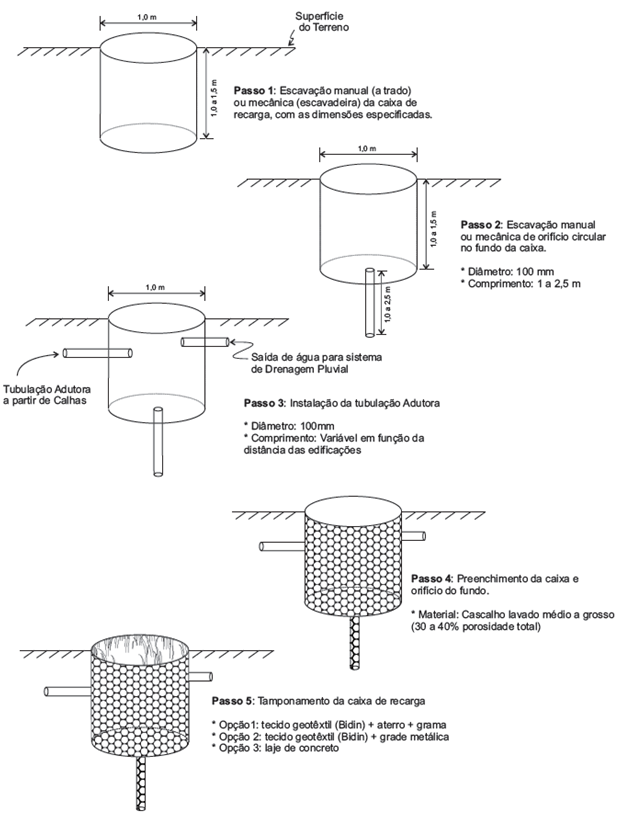 1,0 m
Superfície
do Terreno
1,0 a 1,5 m
Passo 1: Escavação manual (a trado)
ou mecânica (escavadeira) da caixa de
recarga, com as dimensões especificadas.
1,0 m
1,0 a 1,5 m
Passo 2: Escavação manual
ou mecânica de orifício circular
no fundo da caixa.
* Diâmetro: 100 mm
* Comprimento: 1 a 2,5 m
1,0 a 2,5 m
1,0 m
Tubulação Adutora
a partir de Calhas
Saída de água para sistema
de Drenagem Pluvial
Passo 3: Instalação da tubulação Adutora
* Diâmetro: 100mm
* Comprimento: Variável em função da
distância das edificações
Passo 4: Preenchimento da caixa e
orifício do fundo.
* Material: Cascalho lavado médio a grosso
(30 a 40% porosidade total)
Passo 5: Tamponamento da caixa de recarga
* Opção1: tecido geotêxtil (Bidin) + aterro + grama
* Opção 2: tecido geotêxtil (Bidin) + grade metálica
* Opção 3: laje de concreto